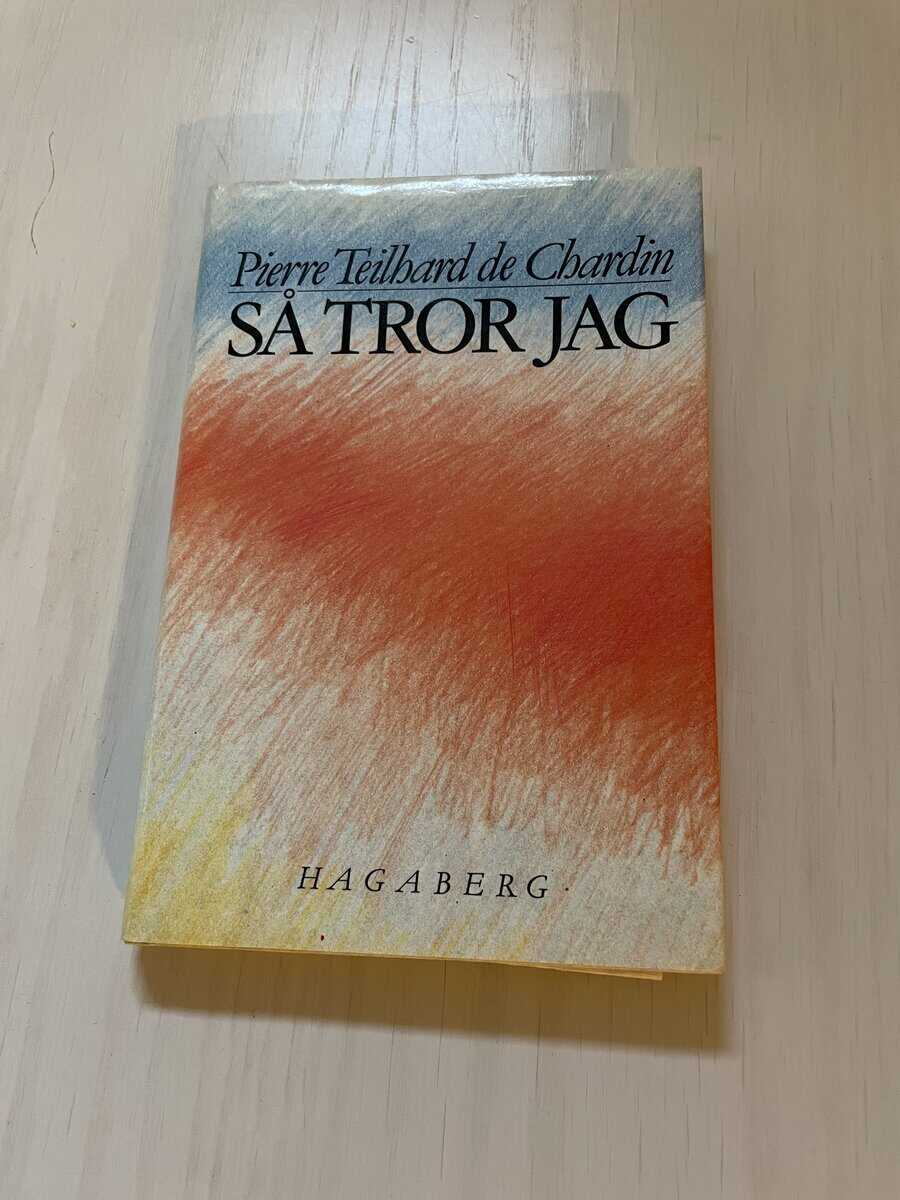 Pierre Teilhard de Chardin
SÅ TROR JAG
HAGABERG